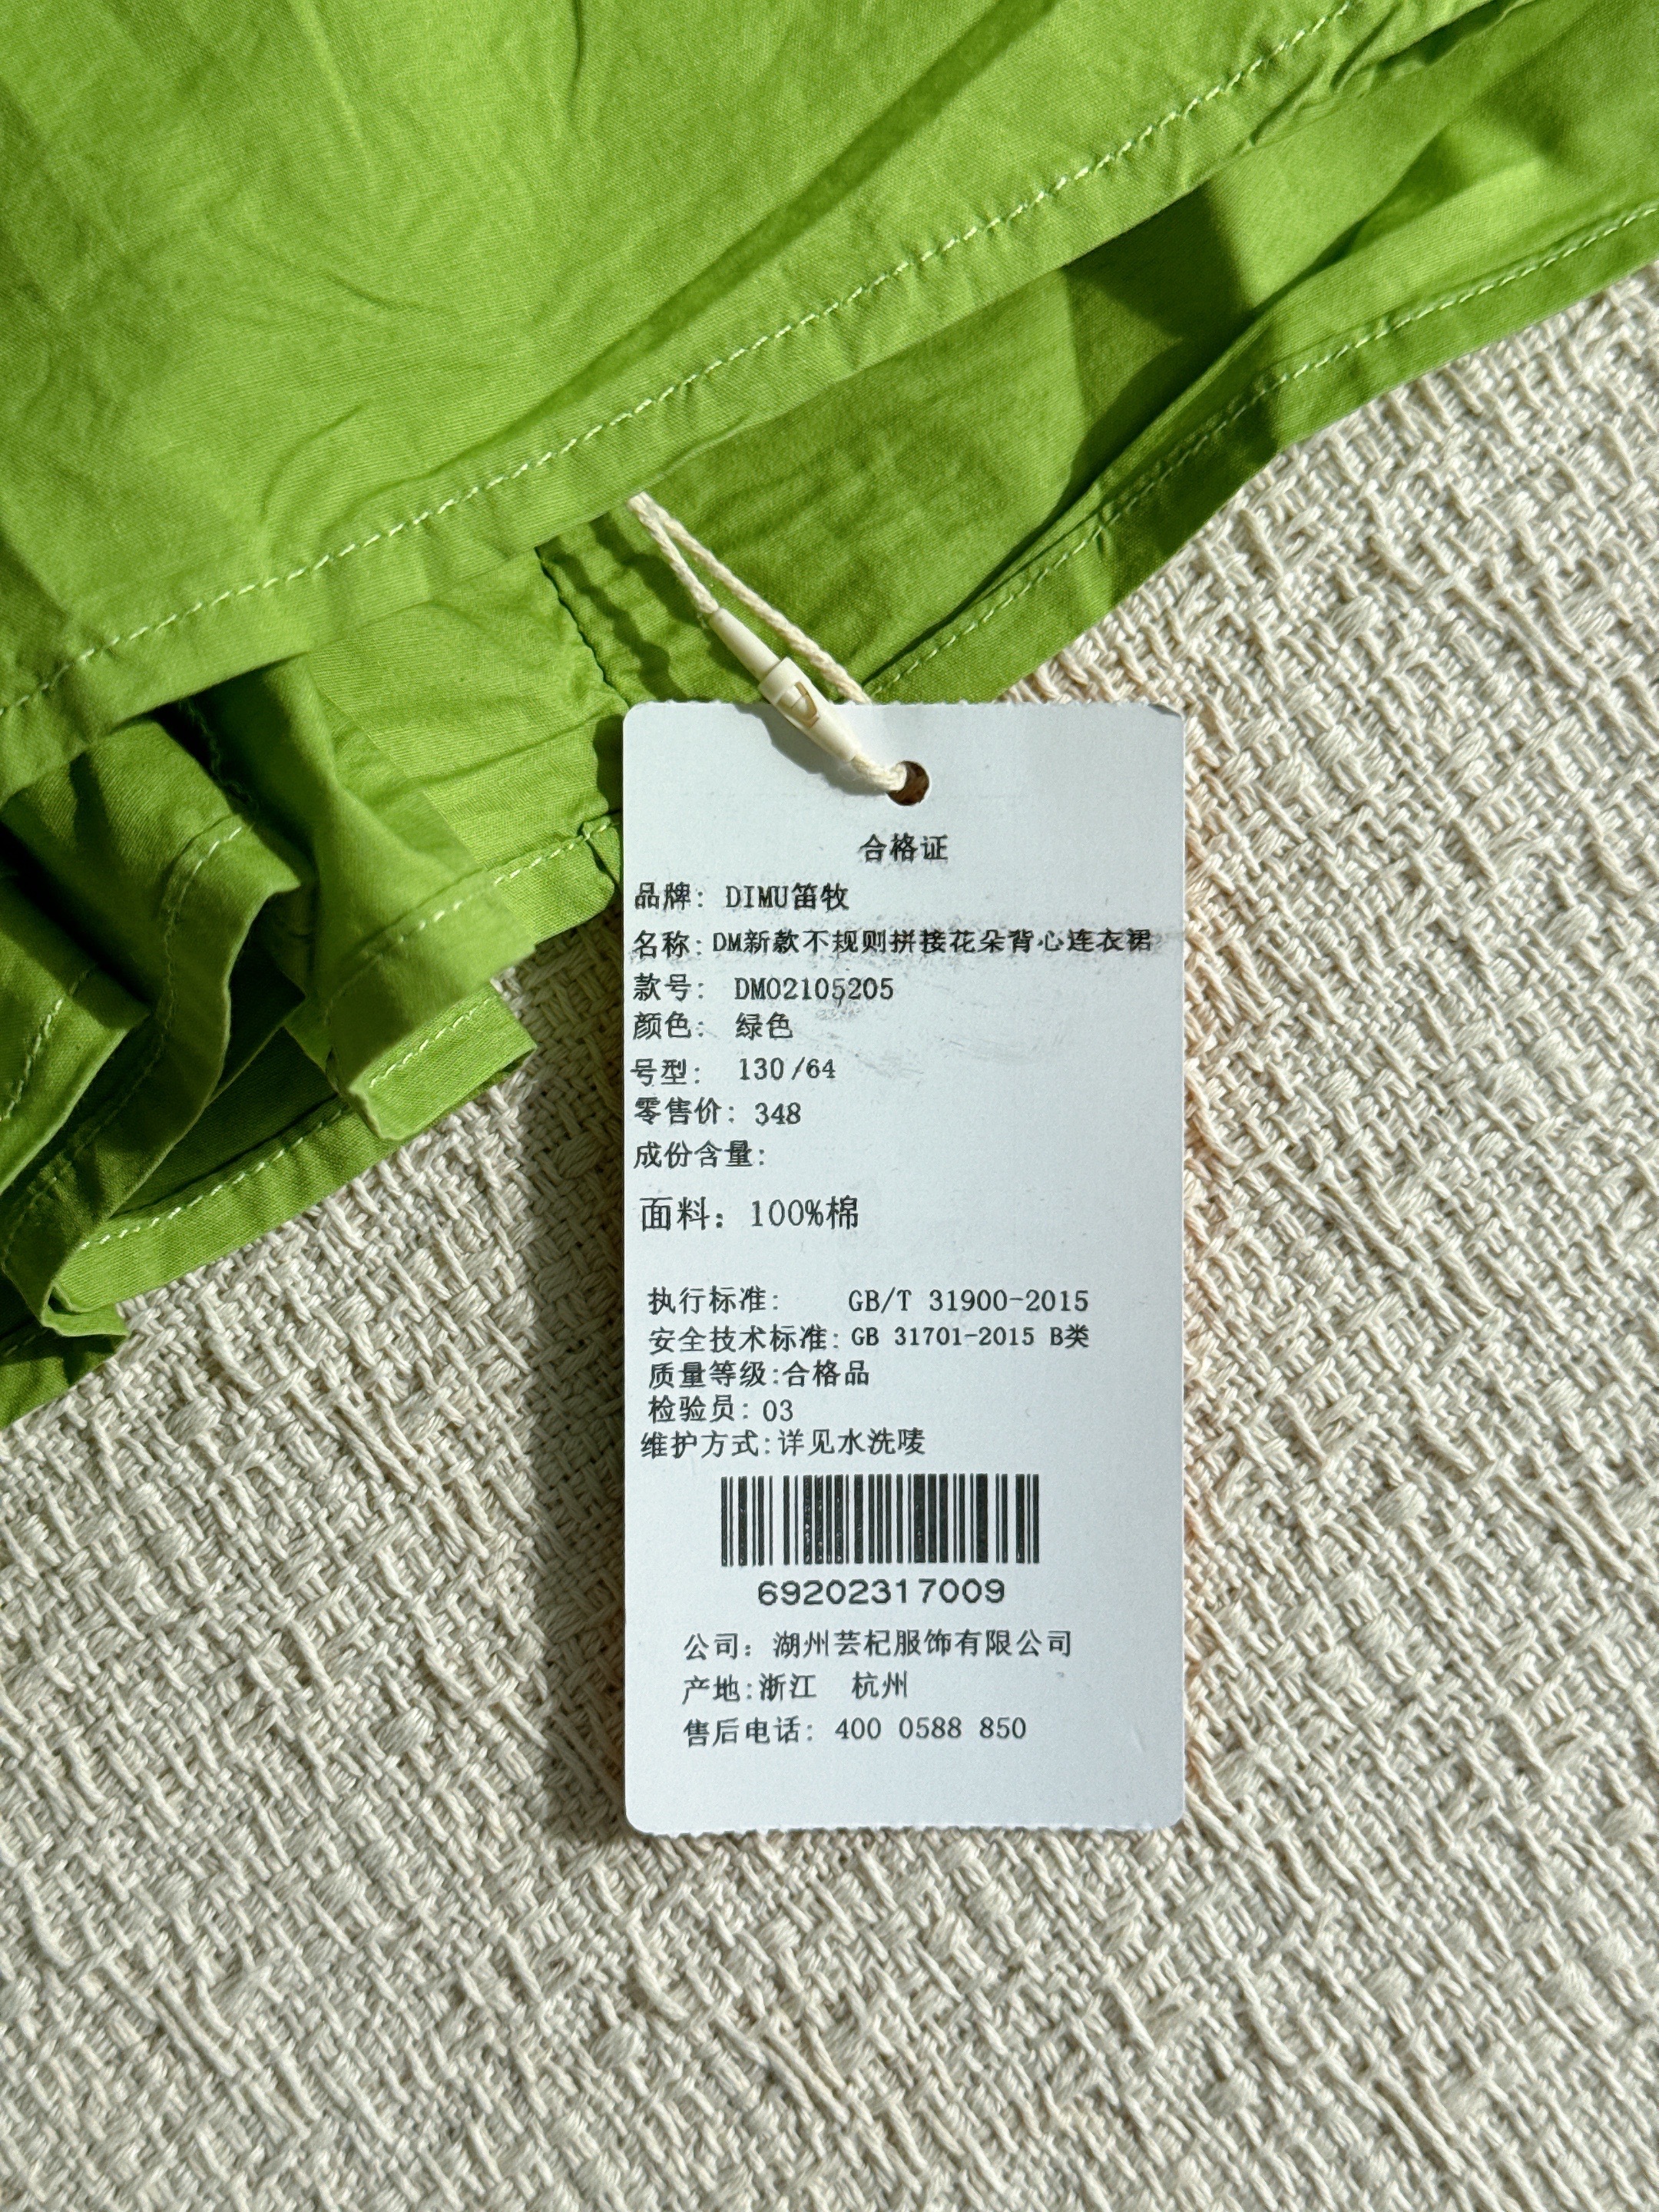 合格证
品牌: DIMU笛牧
名称:DM新款不规则拼接花朵背心连衣裙
款号: DM02105205
颜色: 绿色
号型: 130/64
零售价: 348
成份含量:
面料: 100%棉
执行标准: GB/T 31900-2015
安全技术标准:GB 31701-2015 B类
质量等级:合格品
检验员:03
维护方式:详见水洗唛
69202317009
公司: 湖州芸杞服饰有限公司
产地:浙江 杭州
售后电话: 400 0588 850